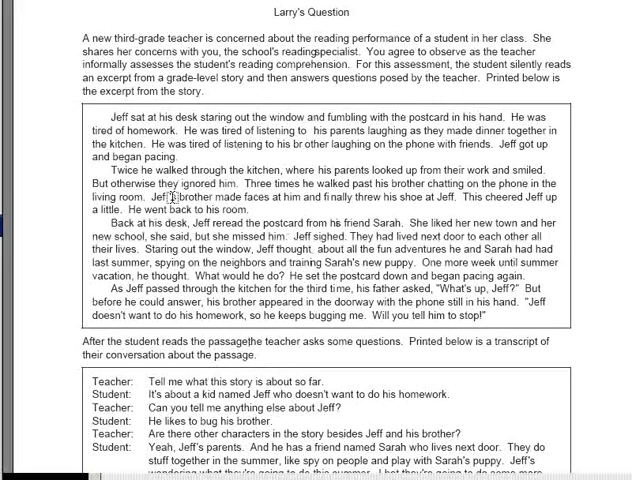 Larry's Question
A new third-grade teacher is concerned about the reading performance of a student in her class. She
shares her concerns with you, the school's reading specialist. You agree to observe as the teacher
informally assesses the student's reading comprehension. For this assessment, the student silently reads
an excerpt from a grade-level story and then answers questions posed by the teacher. Printed below is
the excerpt from the story.
Jeff sat at his desk staring out the window and fumbling with the postcard in his hand. He was
tired of homework. He was tired of listening to his parents laughing as they made dinner together in
the kitchen. He was tired of listening to his brother laughing on the phone with friends. Jeff got up
and began pacing.
Twice he walked through the kitchen, where his parents looked up from their work and smiled.
But otherwise they ignored him. Three times he walked past his brother chatting on the phone in the
living room. Jeff's brother made faces at him and finally threw his shoe at Jeff. This cheered Jeff up
a little. He went back to his room.
Back at his desk, Jeff reread the postcard from his friend Sarah. She liked her new town and her
new school, she said, but she missed him. Jeff sighed. They had lived next door to each other all
their lives. Staring out the window, Jeff thought, about all the fun adventures he and Sarah had had
last summer, spying on the neighbors and training Sarah's new puppy. One more week until summer
vacation, he thought. What would he do? He set the postcard down and began pacing again.
As Jeff passed through the kitchen for the third time, his father asked, "What's up, Jeff?" But
before he could answer, his brother appeared in the doorway with the phone still in his hand. "Jeff
doesn't want to do his homework, so he keeps bugging me. Will you tell him to stop!"
After the student reads the passage, the teacher asks some questions. Printed below is a transcript of
their conversation about the passage.
Teacher: Tell me what this story is about so far.
Student: It's about a kid named Jeff who doesn't want to do his homework.
Teacher: Can you tell me anything else about Jeff?
Student: He likes to bug his brother.
Teacher: Are there other characters in the story besides Jeff and his brother?
Student: Yeah, Jeff's parents. And he has a friend named Sarah who lives next door. They do
stuff together in the summer, like spy on people and play with Sarah's puppy. Jeff's